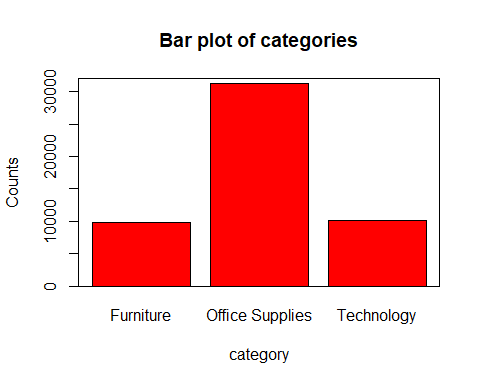 Bar plot of categories
Counts
30000
20000
10000
0
Furniture
Office Supplies
Technology
category